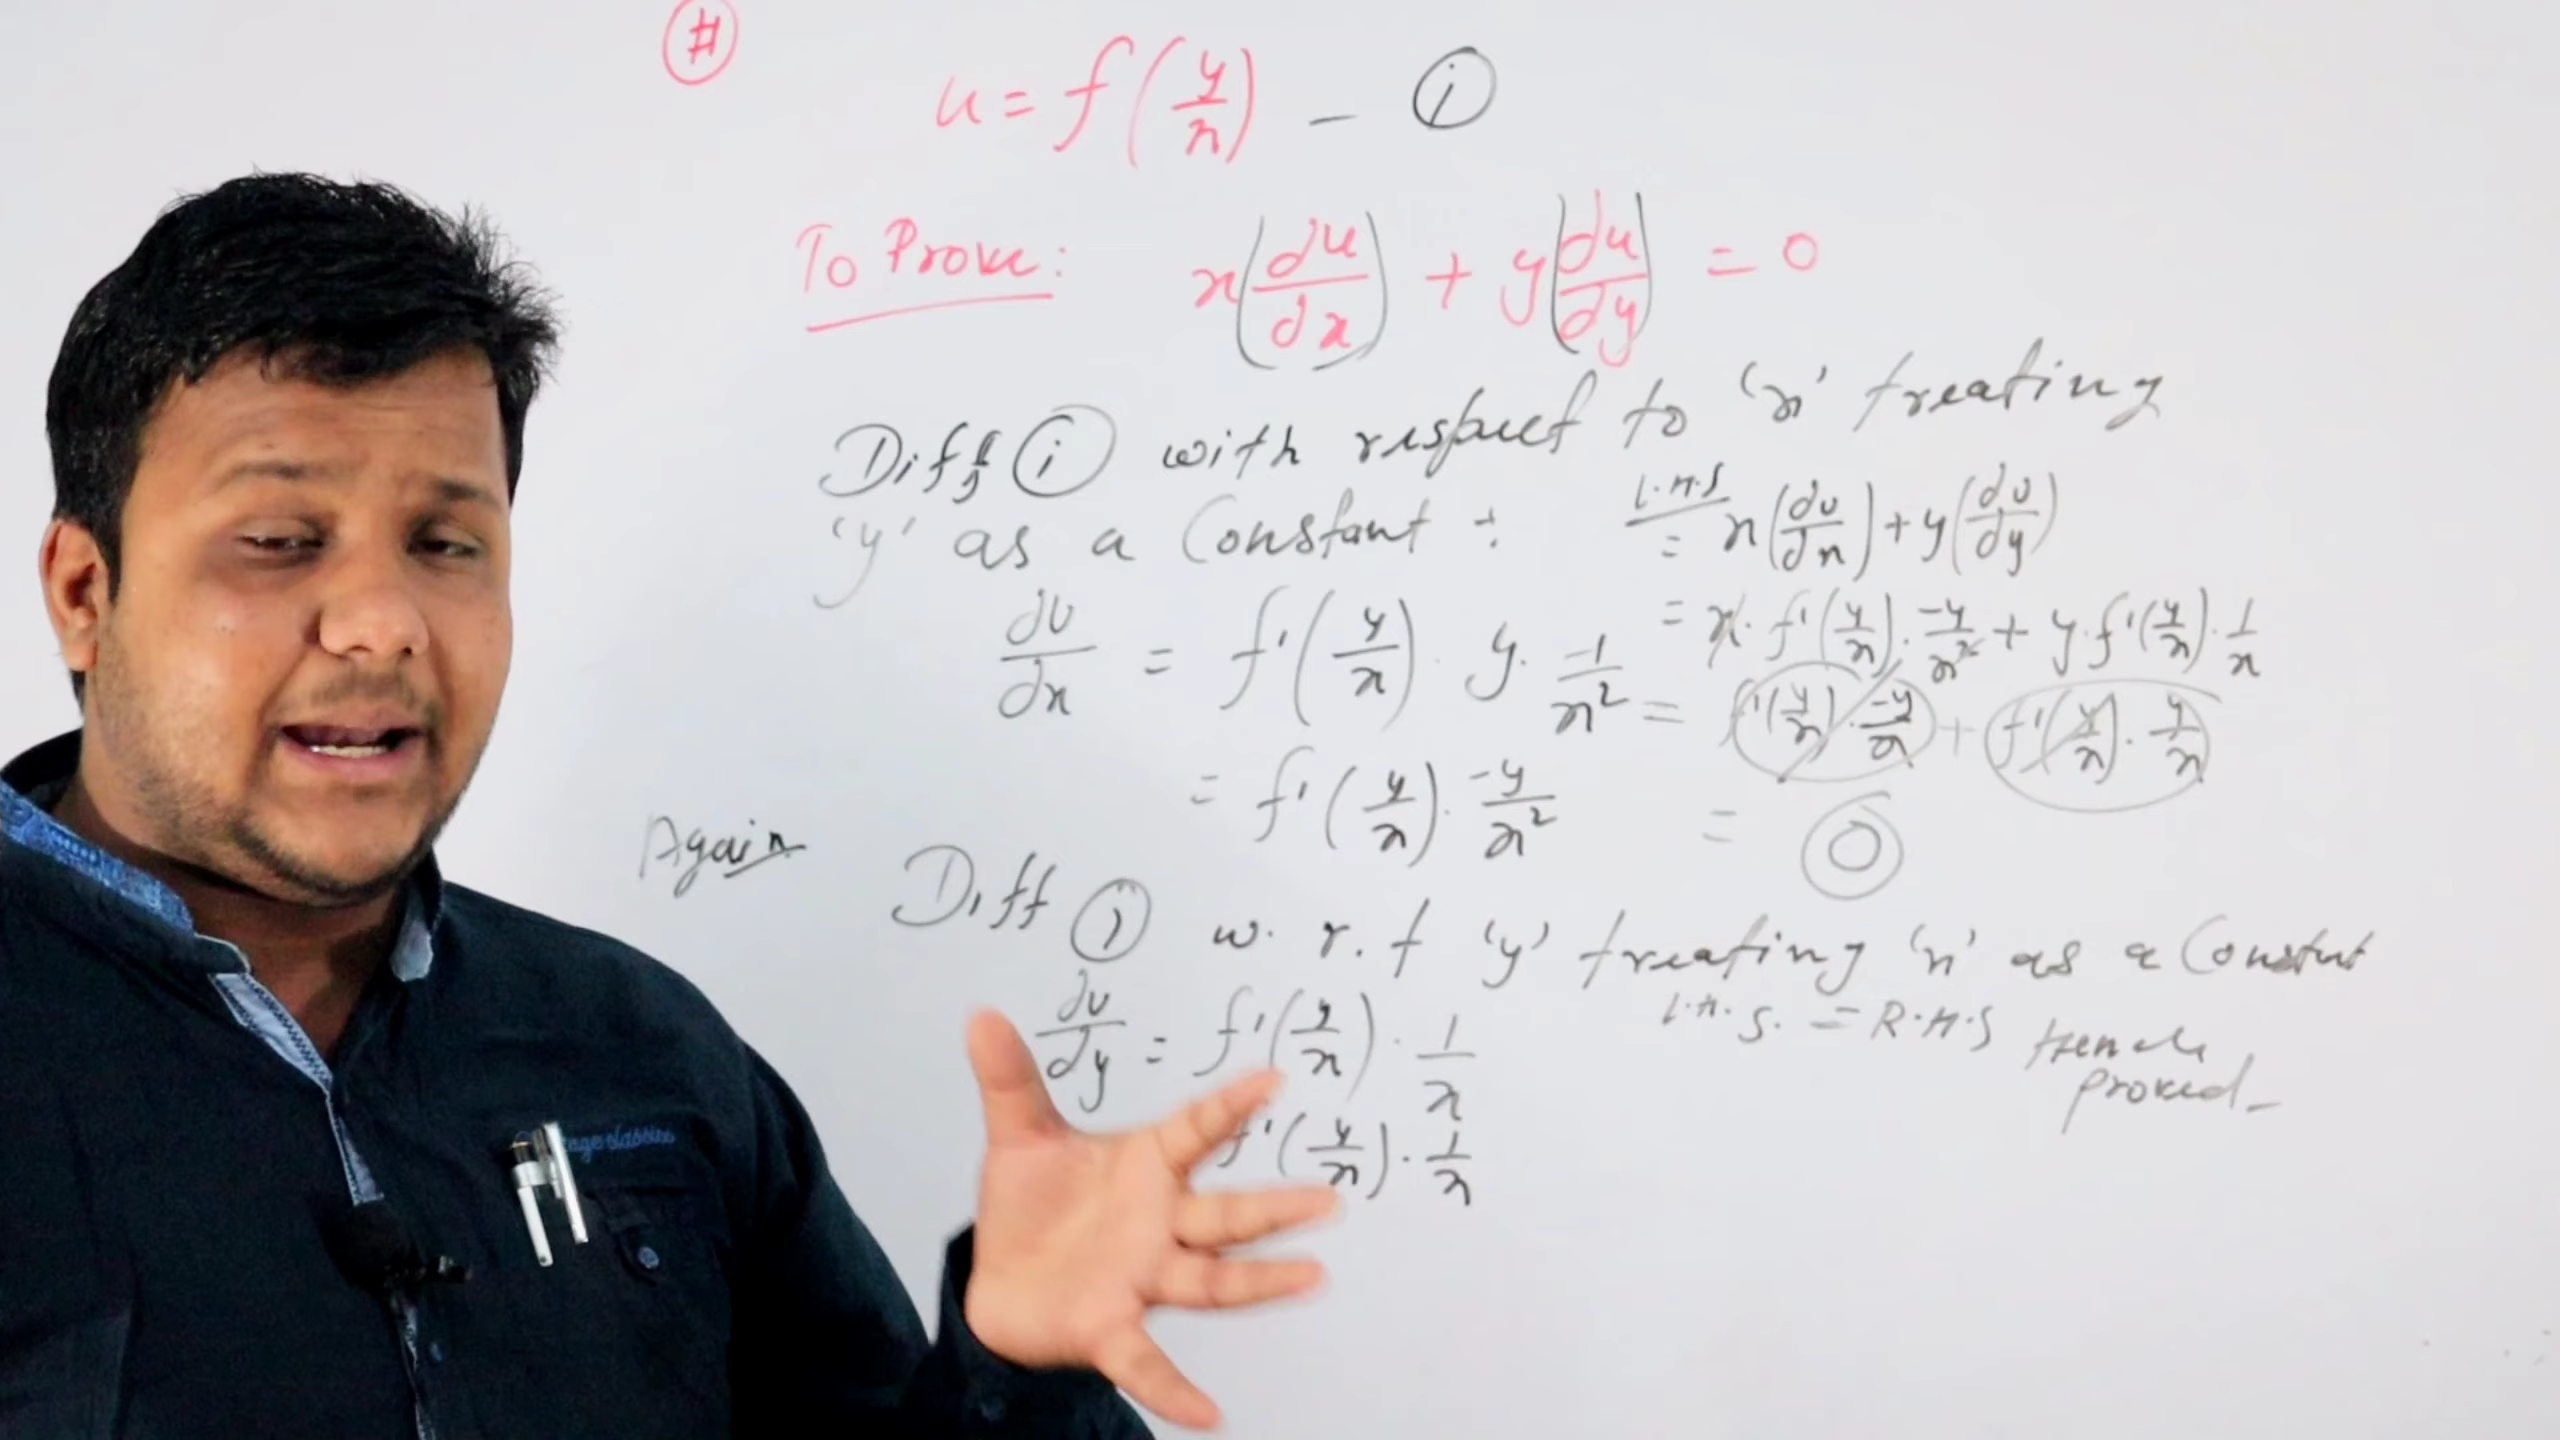 #
u = f(y/x) - (i)
To Prove: x(∂u/∂x) + y(∂u/∂y) = 0
Diff (i) with respect to 'x' treating
'y' as a Constant :
∂u/∂x = f'(y/x) . y . -1/x²
= f'(y/x) . -y/x²
L.H.S
= x(∂u/∂x) + y(∂u/∂y)
= x . f'(y/x) . -y/x² + y . f'(y/x) . 1/x
= f'(y/x) . -y/x + f'(y/x) . y/x
= 0
Again Diff (i) w.r.t 'y' treating 'x' as a Constant
∂u/∂y = f'(y/x) . 1/x
f'(y/x) . 1/x
L.H.S. = R.H.S Hence
proved